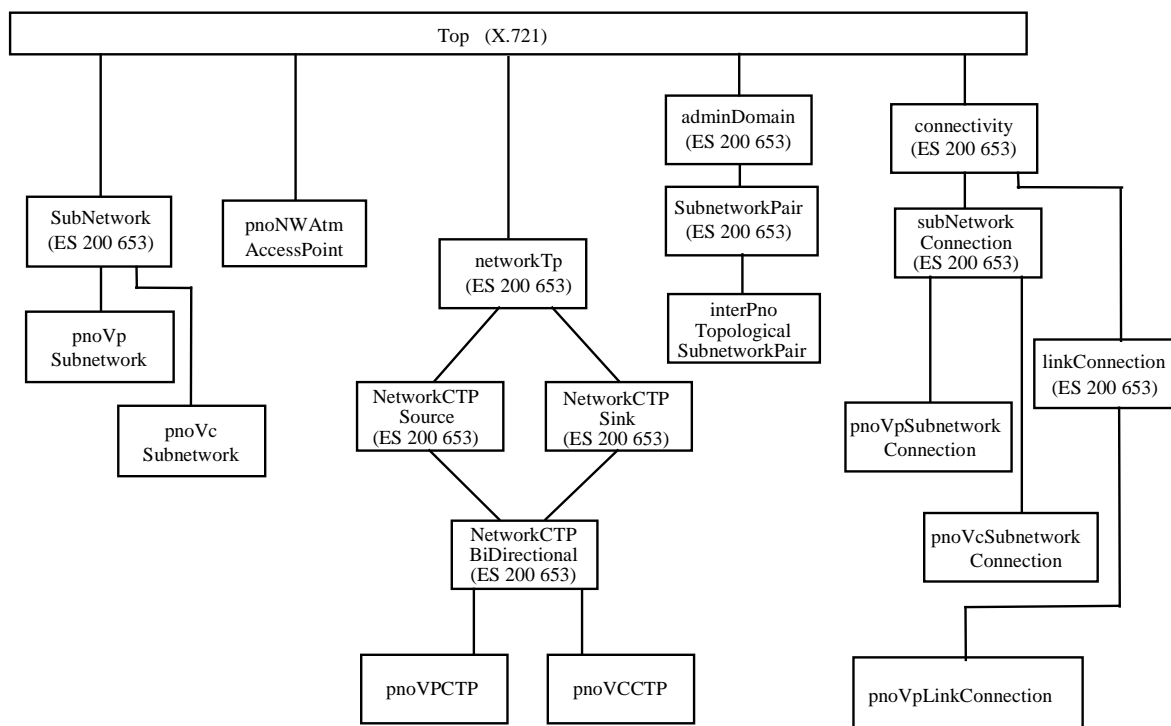 Top (X.721)
adminDomain
(ES 200 653)
connectivity
(ES 200 653)
SubNetwork
(ES 200 653)
pnoNWAtm
AccessPoint
SubnetworkPair
(ES 200 653)
subNetwork
Connection
(ES 200 653)
networkTp
(ES 200 653)
interPno
Topological
SubnetworkPair
pnoVp
Subnetwork
linkConnection
(ES 200 653)
NetworkCTP
Source
(ES 200 653)
NetworkCTP
Sink
(ES 200 653)
pnoVc
Subnetwork
pnoVpSubnetwork
Connection
NetworkCTP
BiDirectional
(ES 200 653)
pnoVcSubnetwork
Connection
pnoVPCTP
pnoVCCTP
pnoVpLinkConnection